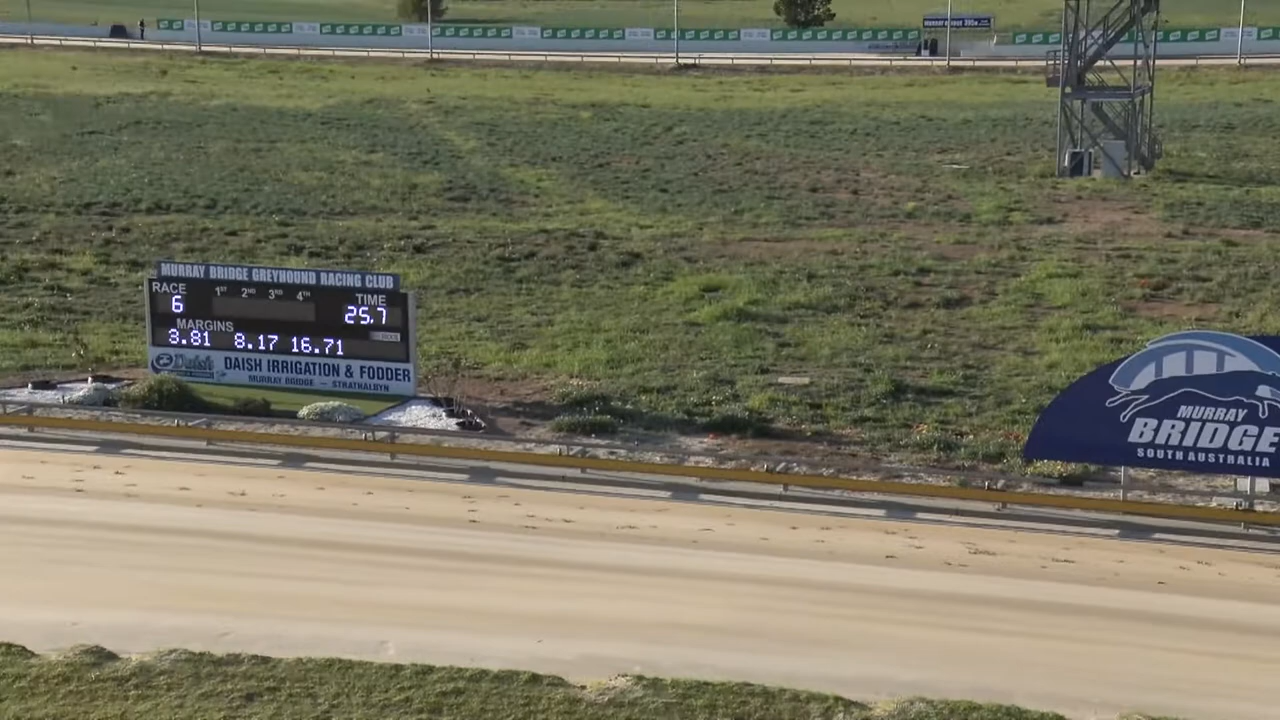 MURRAY BRIDGE GREYHOUND RACING CLUB
RACE 1ST 2ND 3RD 4TH TIME
6 25.7
MARGINS
3.81 8.17 16.71
Daish DAISH IRRIGATION & FODDER
MURRAY BRIDGE — STRATHALBYN
MURRAY
BRIDGE
SOUTH AUSTRALIA